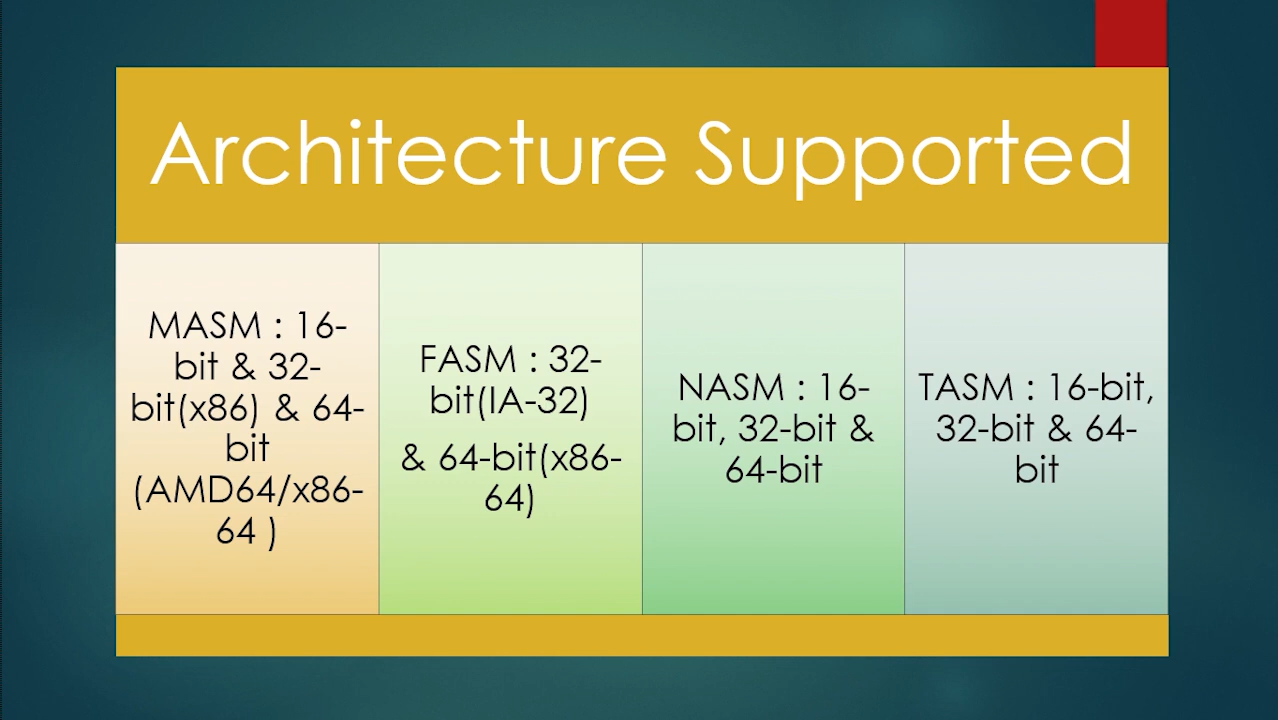 Architecture Supported
MASM : 16-
bit & 32-
bit(x86) & 64-
bit
(AMD64/x86-
64 )
FASM : 32-
bit(IA-32)
& 64-bit(x86-
64)
NASM : 16-
bit, 32-bit &
64-bit
TASM : 16-bit,
32-bit & 64-
bit